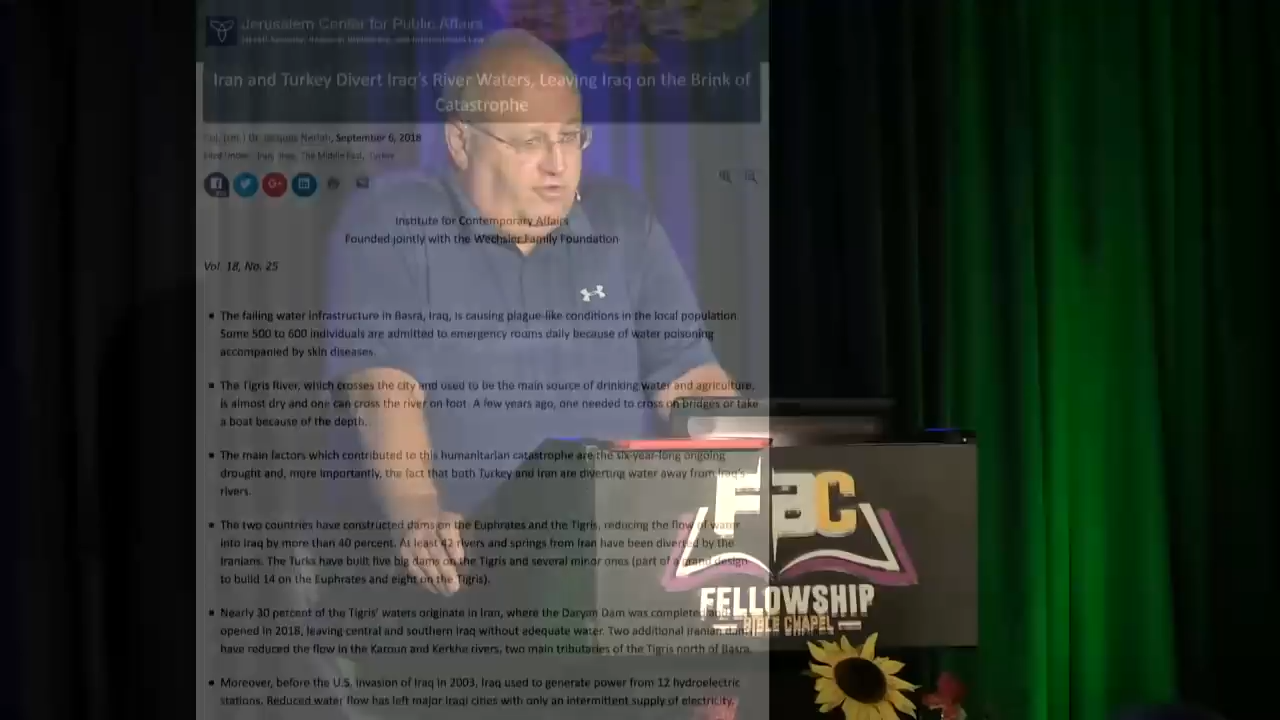 Jerusalem Center for Public Affairs
Iran and Turkey Divert Iraq's River Waters, Leaving Iraq on the Brink of
Catastrophe
September 6, 2018
Iran, Iraq, The Middle East, Turkey
Institute for Contemporary Affairs
Founded jointly with the Wechsler Family Foundation
Vol. 18, No. 25
The failing water infrastructure in Basra, Iraq, is causing plague-like conditions in the local population.
Some 500 to 600 individuals are admitted to emergency rooms daily because of water poisoning
accompanied by skin diseases.
The Tigris River, which crosses the city and used to be the main source of drinking water and agriculture,
is almost dry and one can cross the river on foot. A few years ago, one needed to cross on bridges or take
a boat because of the depth.
The main factors which contributed to this humanitarian catastrophe are the six-year-long ongoing
drought and, more importantly, the fact that both Turkey and Iran are diverting water away from Iraq's
rivers.
The two countries have constructed dams on the Euphrates and the Tigris, reducing the flow of water
into Iraq by more than 40 percent. At least 42 rivers and springs from Iran have been diverted by the
Iranians. The Turks have built five big dams on the Tigris and several minor ones (part of a grand design
to build 14 on the Euphrates and eight on the Tigris).
Nearly 30 percent of the Tigris' waters originate in Iran, where the Daryan Dam was completed and
opened in 2018, leaving central and southern Iraq without adequate water. Two additional Iranian dams
have reduced the flow in the Karoun and Kerkhe rivers, two main tributaries of the Tigris north of Basra.
Moreover, before the U.S. invasion of Iraq in 2003, Iraq used to generate power from 12 hydroelectric
stations. Reduced water flow has left major Iraqi cities with only an intermittent supply of electricity.
FBC
FELLOWSHIP
BIBLE CHAPEL